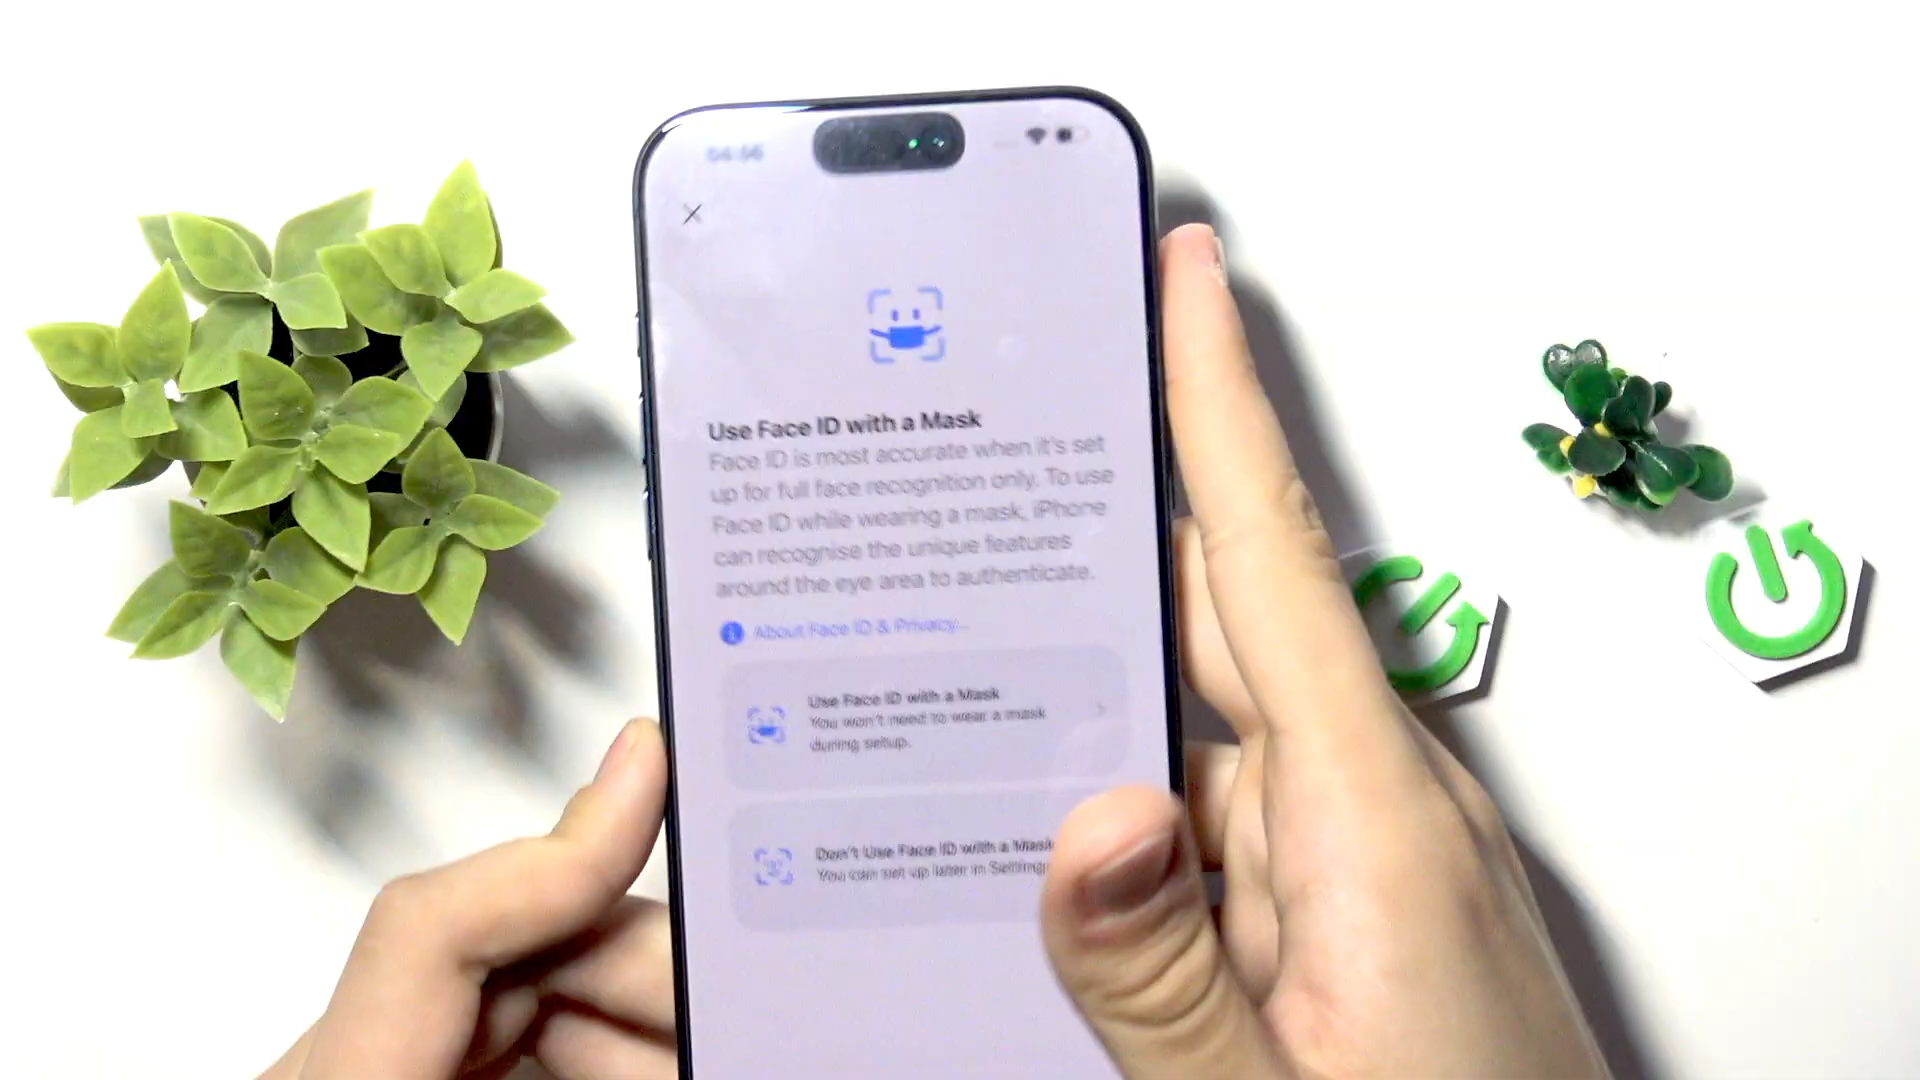 04:56
Use Face ID with a Mask
Face ID is most accurate when it's set
up for full face recognition only. To use
Face ID while wearing a mask, iPhone
can recognise the unique features
around the eye area to authenticate.
About Face ID & Privacy...
Use Face ID with a Mask
You won't need to wear a mask
during setup.
Don't Use Face ID with a Mask
You can set up later in Settings